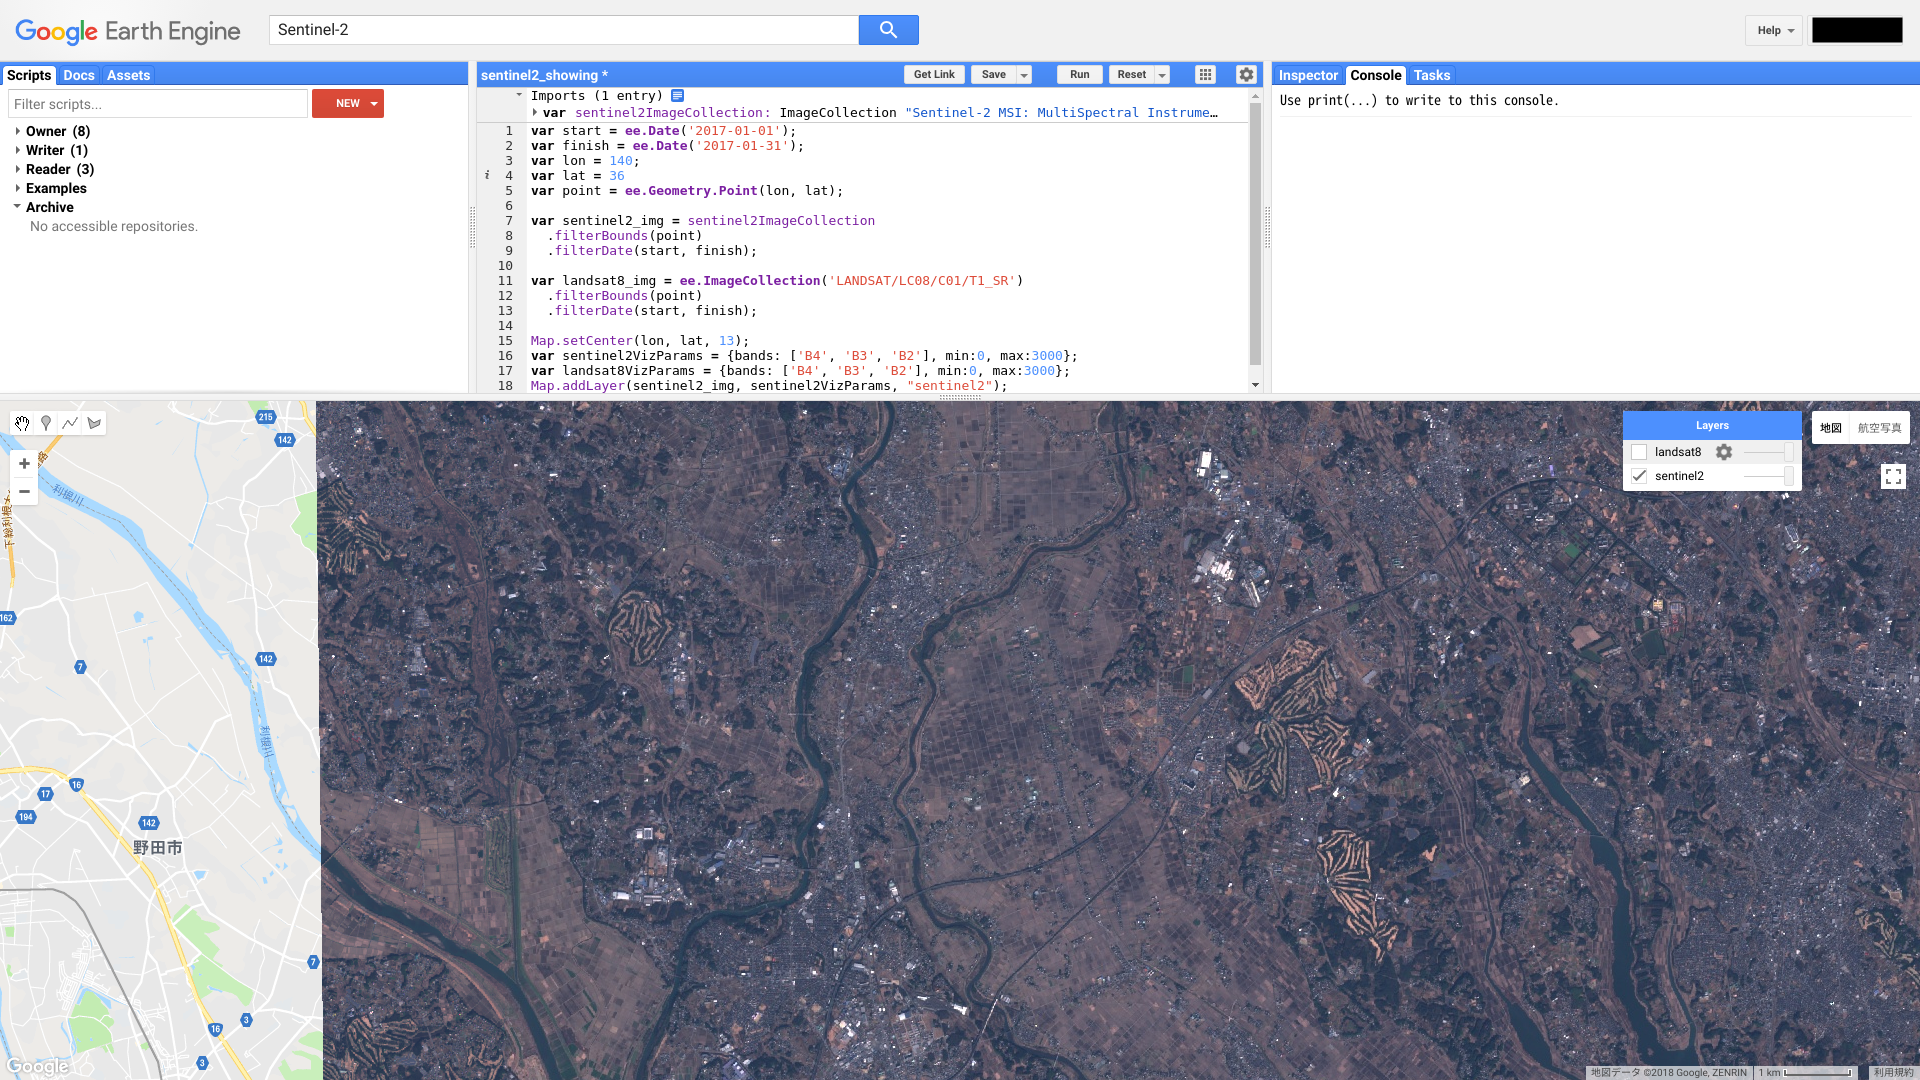 Google Earth Engine
Sentinel-2
Help
Scripts Docs Assets
Filter scripts...
NEW
Owner (8)
Writer (1)
Reader (3)
Examples
Archive
No accessible repositories.
sentinel2_showing *
Get Link Save Run Reset
Imports (1 entry)
var sentinel2ImageCollection: ImageCollection "Sentinel-2 MSI: MultiSpectral Instrume…
1 var start = ee.Date('2017-01-01');
2 var finish = ee.Date('2017-01-31');
3 var lon = 140;
i 4 var lat = 36
5 var point = ee.Geometry.Point(lon, lat);
6
7 var sentinel2_img = sentinel2ImageCollection
8 .filterBounds(point)
9 .filterDate(start, finish);
10
11 var landsat8_img = ee.ImageCollection('LANDSAT/LC08/C01/T1_SR')
12 .filterBounds(point)
13 .filterDate(start, finish);
14
15 Map.setCenter(lon, lat, 13);
16 var sentinel2VizParams = {bands: ['B4', 'B3', 'B2'], min:0, max:3000};
17 var landsat8VizParams = {bands: ['B4', 'B3', 'B2'], min:0, max:3000};
18 Map.addLayer(sentinel2_img, sentinel2VizParams, "sentinel2");
Inspector Console Tasks
Use print(...) to write to this console.
215
142
利根川
162
142
7
利根川
16
17
194
142
野田市
7
3
16
3
Google
Layers
landsat8
sentinel2
地図 航空写真
地図データ ©2018 Google, ZENRIN
1 km
利用規約